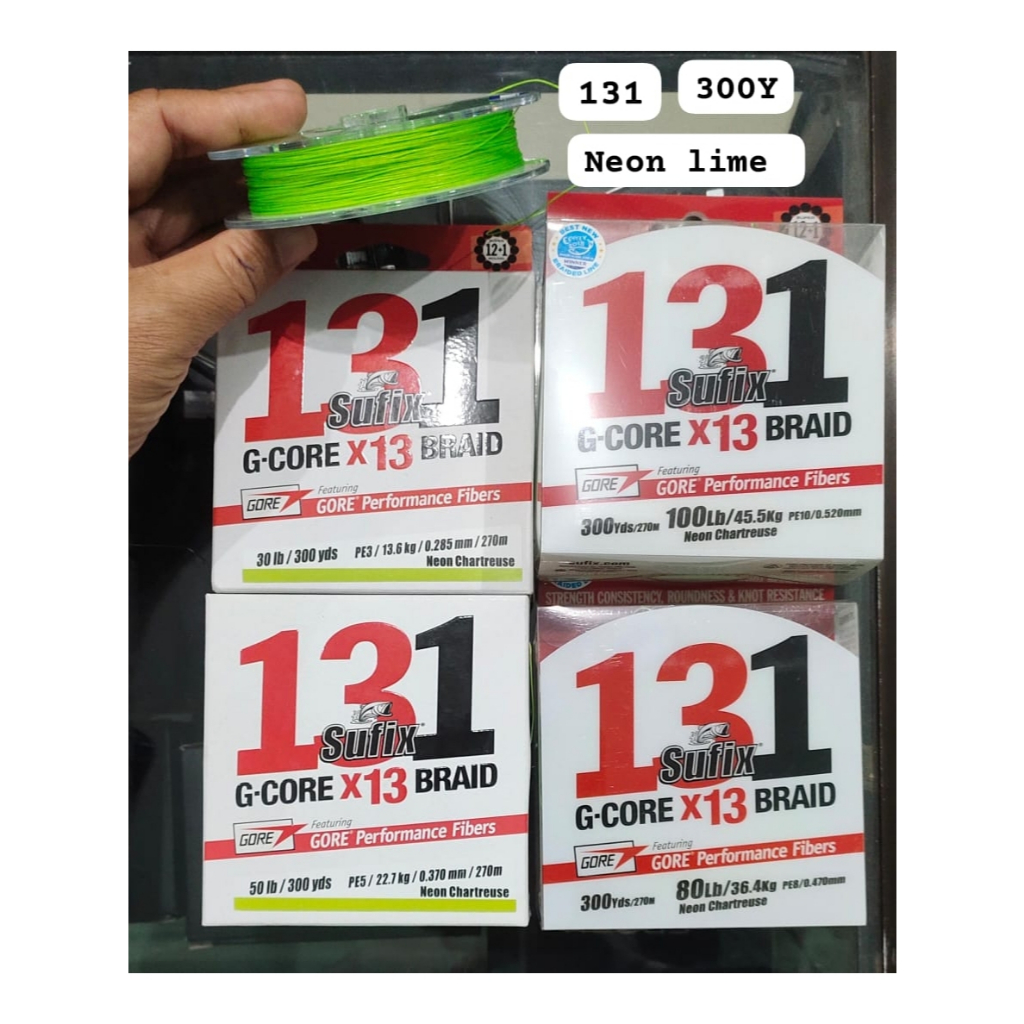 131
300Y
Neon lime
12+1
131
Sufix
G-CORE X13 BRAID
GORE
Featuring
GORE Performance Fibers
30 lb / 300 yds PE3 / 13.6 kg / 0.285 mm / 270m
Neon Chartreuse
BEST NEW
WINNER
BRAIDED LINE
12+1
131
Sufix
G-CORE X13 BRAID
GORE
Featuring
GORE Performance Fibers
300Yds/270M 100Lb/45.5Kg PE10/0.520mm
Neon Chartreuse
sufix.com
131
Sufix
G-CORE X13 BRAID
GORE
Featuring
GORE Performance Fibers
50 lb / 300 yds PE5 / 22.7 kg / 0.370 mm / 270m
Neon Chartreuse
STRENGTH CONSISTENCY, ROUNDNESS & KNOT RESISTANCE
131
Sufix
G-CORE X13 BRAID
GORE
Featuring
GORE Performance Fibers
300Yds/270M 80Lb/36.4Kg PE8/0.470mm
Neon Chartreuse